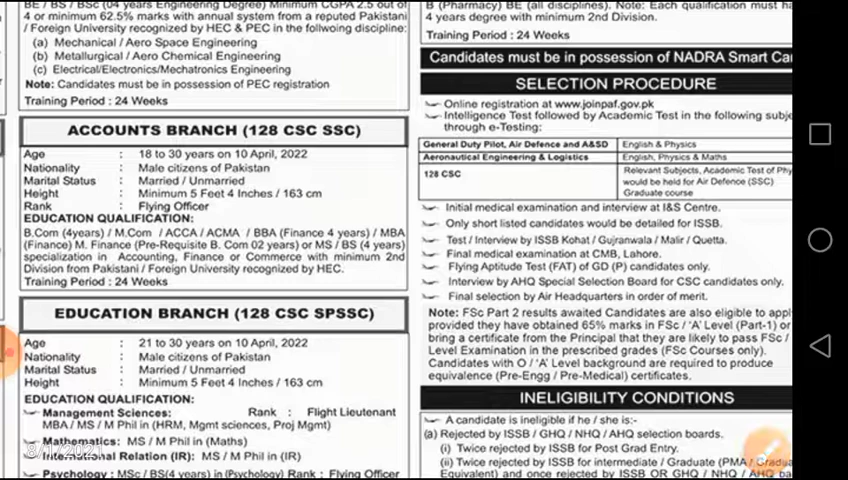 BE / BS / BSc (04 years Engineering Degree) Minimum CGPA 2.5 out of
4 or minimum 62.5% marks with annual system from a reputed Pakistani
/ Foreign University recognized by HEC & PEC in the follwoing discipline:
(a) Mechanical / Aero Space Engineering
(b) Metallurgical / Aero Chemical Engineering
(c) Electrical/Electronics/Mechatronics Engineering
Note: Candidates must be in possession of PEC registration
Training Period : 24 Weeks
ACCOUNTS BRANCH (128 CSC SSC)
Age : 18 to 30 years on 10 April, 2022
Nationality : Male citizens of Pakistan
Marital Status : Married / Unmarried
Height : Minimum 5 Feet 4 Inches / 163 cm
Rank : Flying Officer
EDUCATION QUALIFICATION:
B.Com (4years) / M.Com / ACCA / ACMA / BBA (Finance 4 years) / MBA
(Finance) M. Finance (Pre-Requisite B. Com 02 years) or MS / BS (4 years)
specialization in Accounting, Finance or Commerce with minimum 2nd
Division from Pakistani / Foreign University recognized by HEC.
Training Period : 24 Weeks
EDUCATION BRANCH (128 CSC SPSSC)
Age : 21 to 30 years on 10 April, 2022
Nationality : Male citizens of Pakistan
Marital Status : Married / Unmarried
Height : Minimum 5 Feet 4 Inches / 163 cm
EDUCATION QUALIFICATION:
Management Sciences: Rank : Flight Lieutenant
MBA / MS / M Phil in (HRM, Mgmt sciences, Proj Mgmt)
Mathematics: MS / M Phil in (Maths)
International Relation (IR): MS / M Phil in (IR)
Psychology: MSc / BS(4 years) in (Psychology) Rank : Flying Officer
8/1/2021
B (Pharmacy) BE (all disciplines). Note: Each qualification must ha
4 years degree with minimum 2nd Division.
Training Period : 24 Weeks
Candidates must be in possession of NADRA Smart Car
SELECTION PROCEDURE
Online registration at www.joinpaf.gov.pk
Intelligence Test followed by Academic Test in the following subje
through e-Testing:
General Duty Pilot, Air Defence and A&SD English & Physics
Aeronautical Engineering & Logistics English, Physics & Maths
128 CSC Relevant Subjects, Academic Test of Phy
would be held for Air Defence (SSC)
Graduate course
Initial medical examination and interview at I&S Centre.
Only short listed candidates would be detailed for ISSB.
Test / Interview by ISSB Kohat / Gujranwala / Malir / Quetta.
Final medical examination at CMB, Lahore.
Flying Aptitude Test (FAT) of GD (P) candidates only.
Interview by AHQ Special Selection Board for CSC candidates only.
Final selection by Air Headquarters in order of merit.
Note: FSc Part 2 results awaited Candidates are also eligible to appl
provided they have obtained 65% marks in FSc / 'A' Level (Part-1) or
bring a certificate from the Principal that they are likely to pass FSc /
Level Examination in the prescribed grades (FSc Courses only).
Candidates with O / 'A' Level background are required to produce
equivalence (Pre-Engg / Pre-Medical) certificates.
INELIGIBILITY CONDITIONS
A candidate is ineligible if he / she is:-
(a) Rejected by ISSB / GHQ / NHQ / AHQ selection boards.
(i) Twice rejected by ISSB for Post Grad Entry.
(ii) Twice rejected by ISSB for intermediate / Graduate (PMA / Gradua
Equivalent) and once rejected by ISSB OR GHQ / NHQ / AHQ